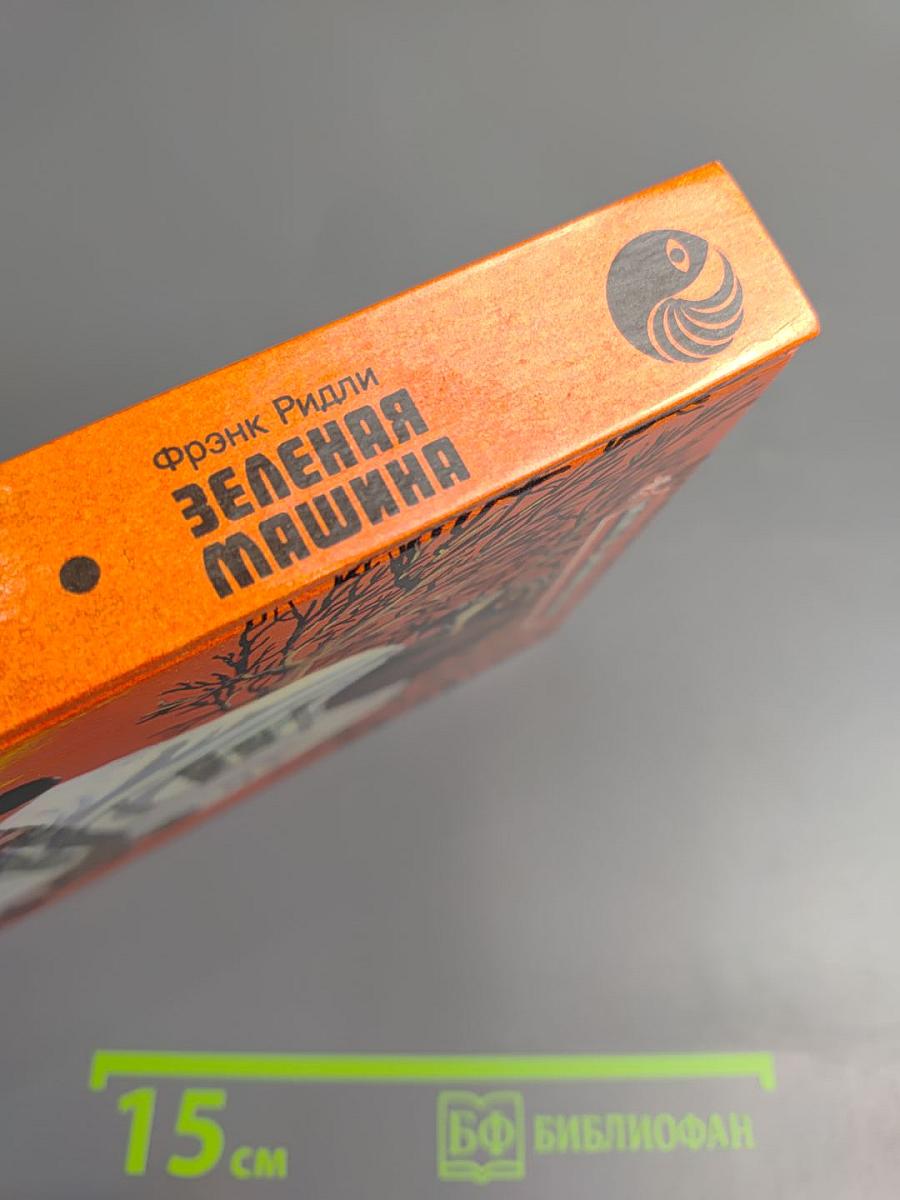 Фрэнк Ридли
ЗЕЛЕНАЯ
МАШИНА
15 см
БФ БИБЛИОФАН